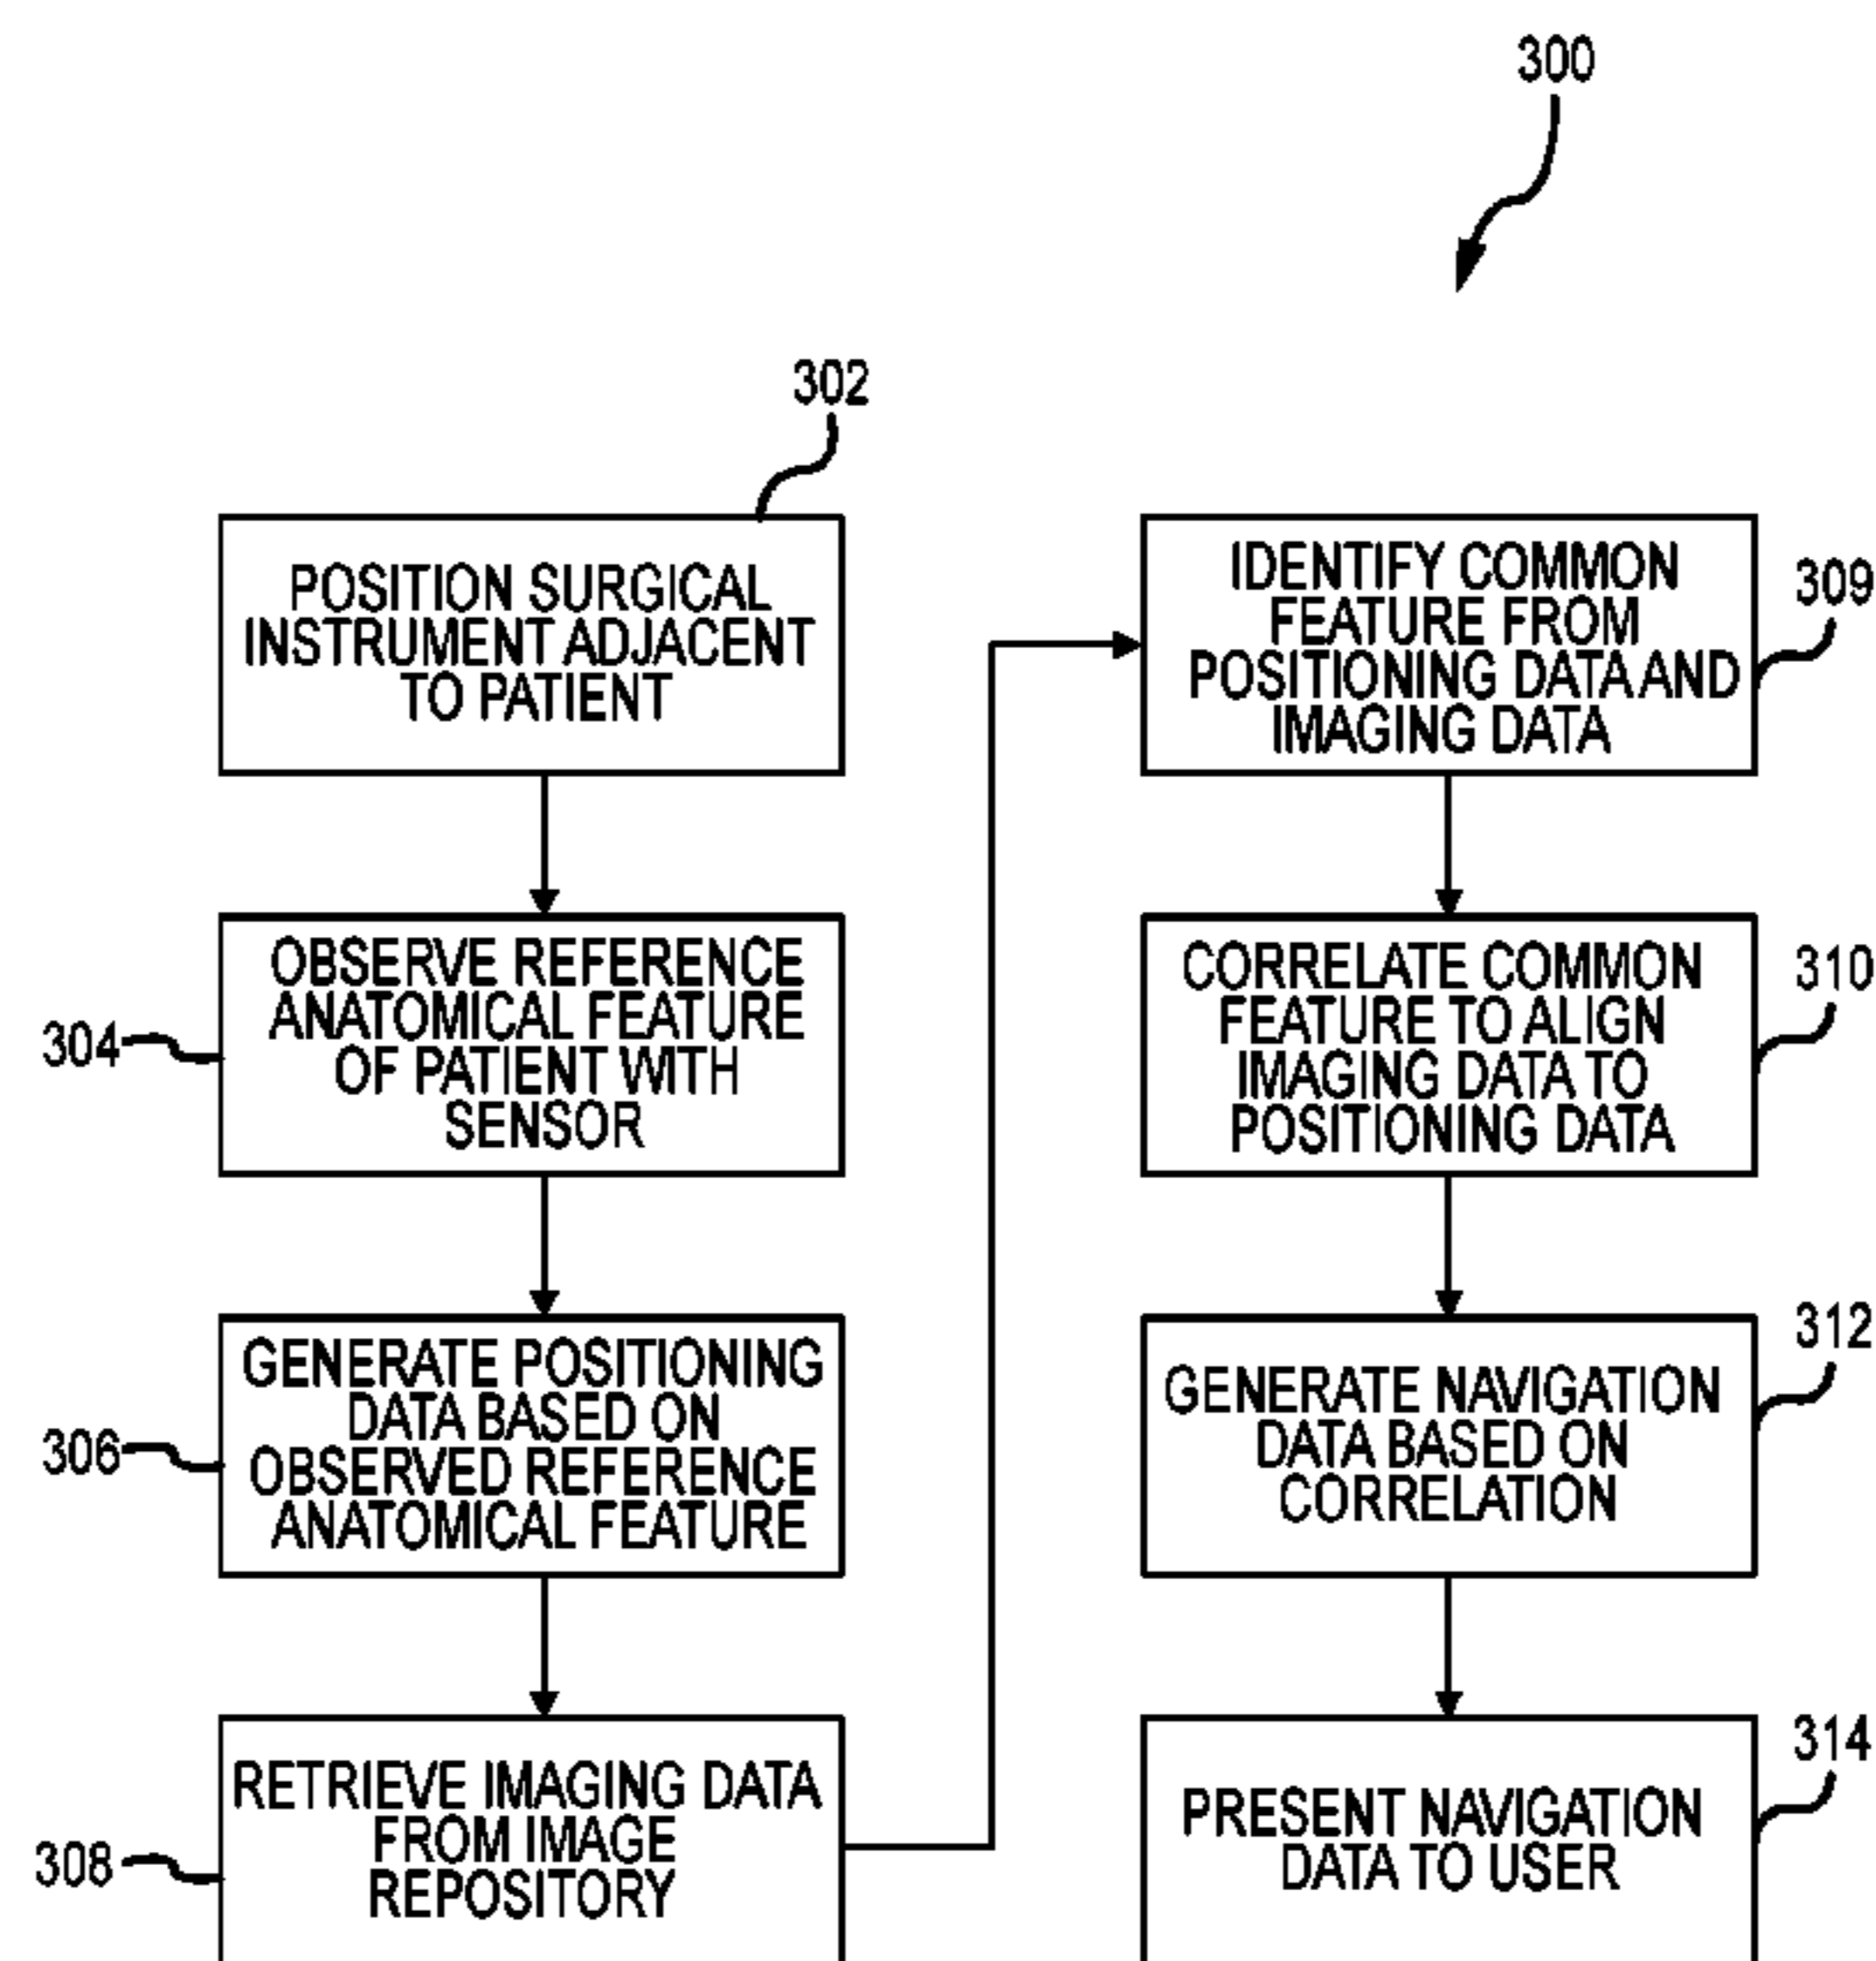 300
302
POSITION SURGICAL
INSTRUMENT ADJACENT
TO PATIENT
304
OBSERVE REFERENCE
ANATOMICAL FEATURE
OF PATIENT WITH
SENSOR
306
GENERATE POSITIONING
DATA BASED ON
OBSERVED REFERENCE
ANATOMICAL FEATURE
308
RETRIEVE IMAGING DATA
FROM IMAGE
REPOSITORY
309
IDENTIFY COMMON
FEATURE FROM
POSITIONING DATA AND
IMAGING DATA
310
CORRELATE COMMON
FEATURE TO ALIGN
IMAGING DATA TO
POSITIONING DATA
312
GENERATE NAVIGATION
DATA BASED ON
CORRELATION
314
PRESENT NAVIGATION
DATA TO USER